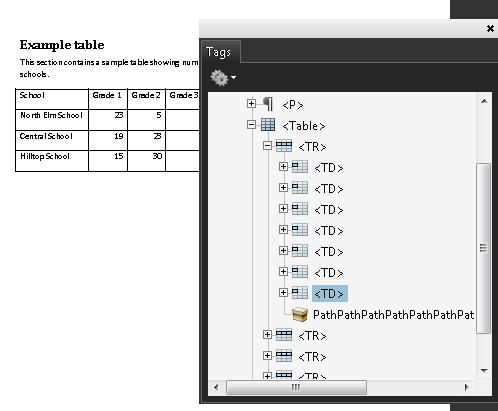 Example table
This section contains a sample table showing num
schools.
School Grade 1 Grade 2 Grade 3
North Elm School 23 5
Central School 19 23
Hilltop School 15 30
Tags
<P>
<Table>
<TR>
<TD>
<TD>
<TD>
<TD>
<TD>
<TD>
<TD>
PathPathPathPathPathPathPat
<TR>
<TR>
<TR>